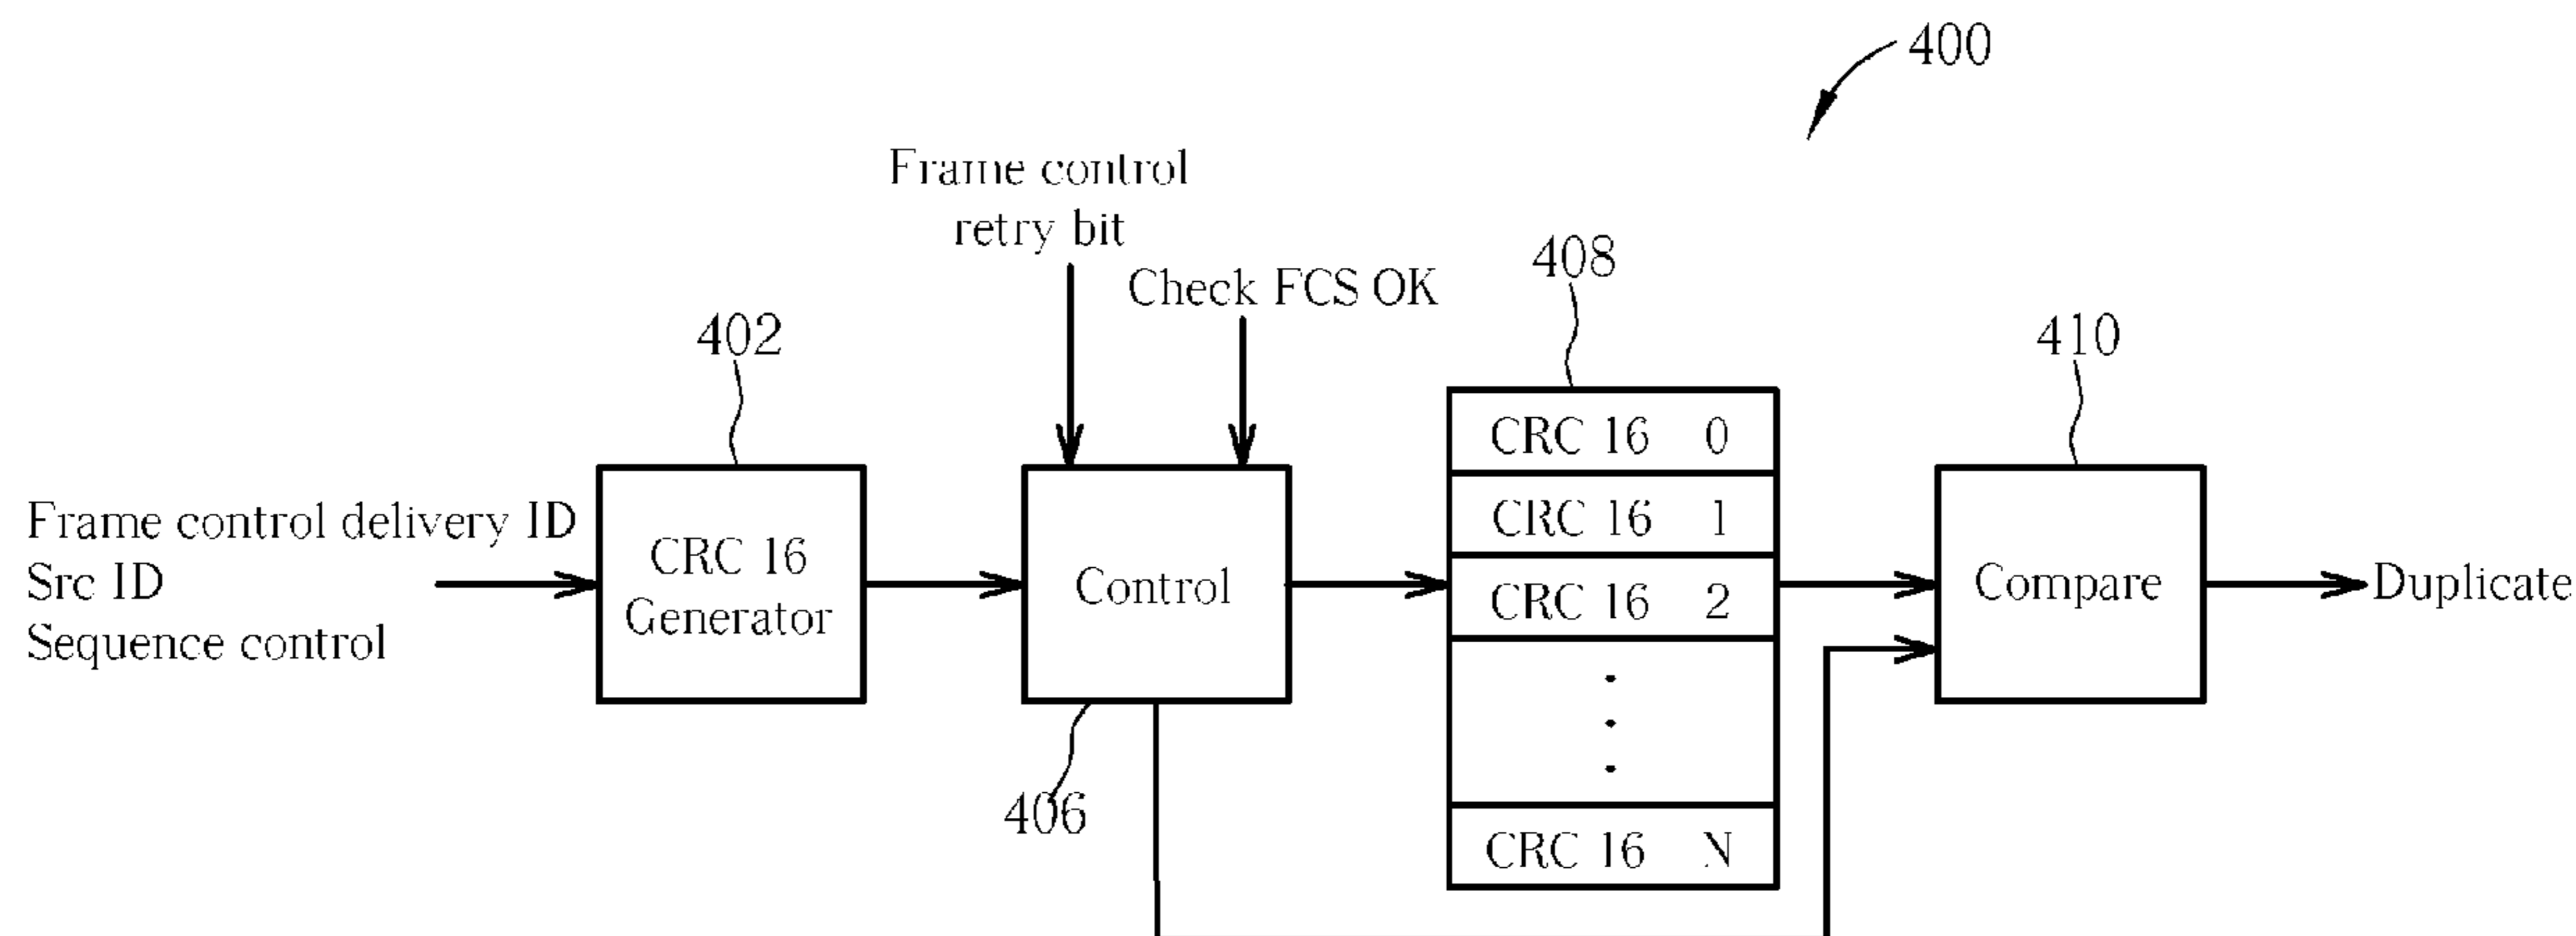 400
Frame control
retry bit
Check FCS OK
408
402
410
Frame control delivery ID
Src ID
Sequence control
CRC 16
Generator
Control
CRC 16 0
CRC 16 1
CRC 16 2
CRC 16 N
Compare
Duplicate
406